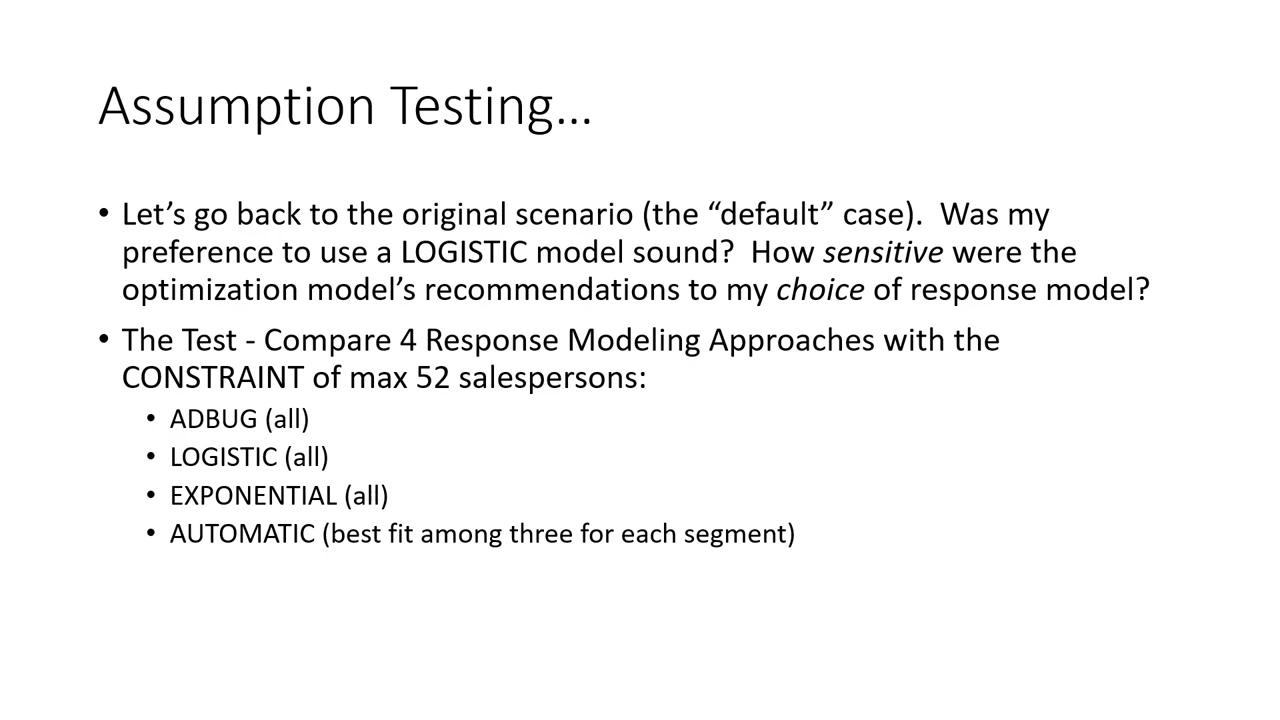 Assumption Testing…
• Let’s go back to the original scenario (the “default” case).  Was my
preference to use a LOGISTIC model sound?  How sensitive were the
optimization model’s recommendations to my choice of response model?
• The Test - Compare 4 Response Modeling Approaches with the
CONSTRAINT of max 52 salespersons:
• ADBUG (all)
• LOGISTIC (all)
• EXPONENTIAL (all)
• AUTOMATIC (best fit among three for each segment)